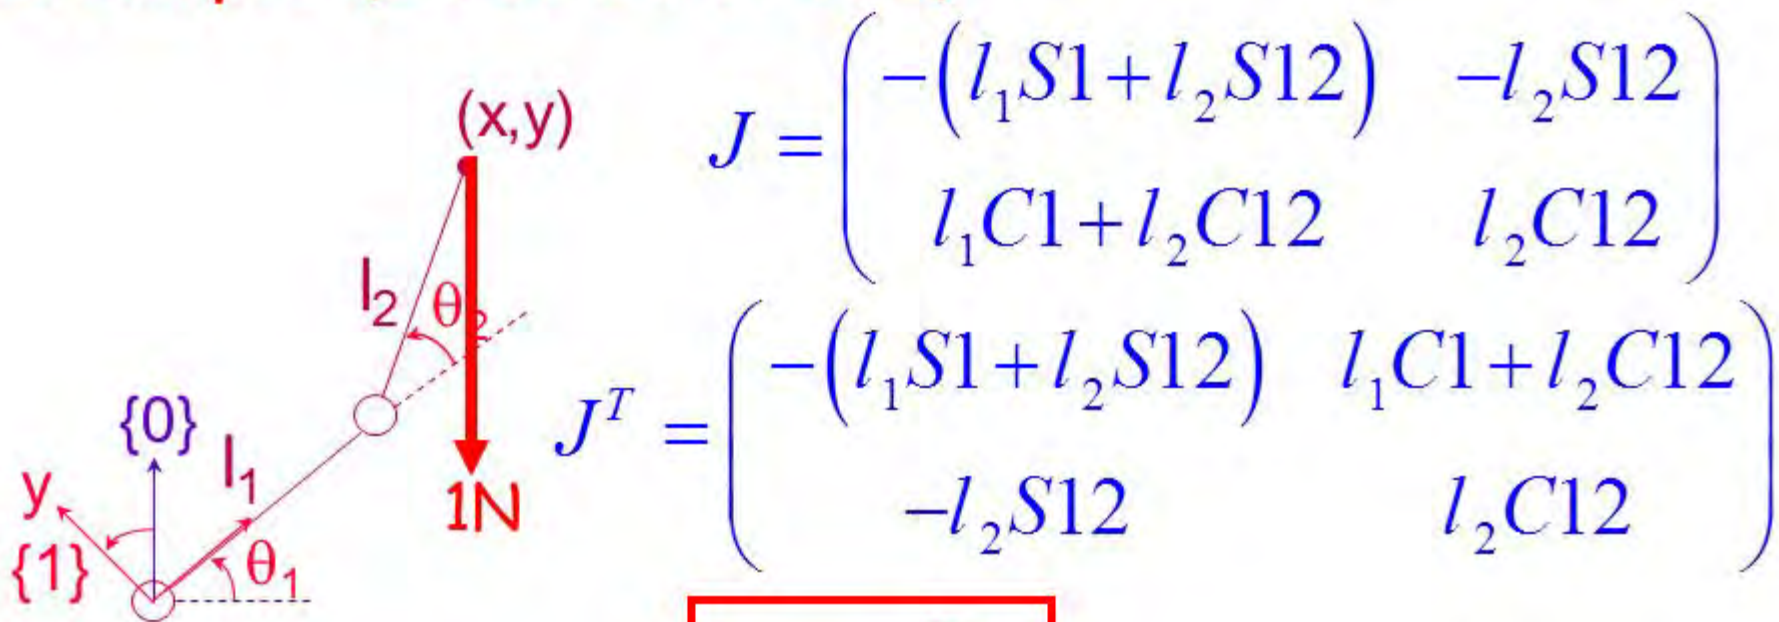 (x,y)
J = ( -(l₁S1 + l₂S12) -l₂S12
l₁C1 + l₂C12 l₂C12 )
Jᵀ = ( -(l₁S1 + l₂S12) l₁C1 + l₂C12
-l₂S12 l₂C12 )
l₂
θ₂
{0}
l₁
1N
y
{1}
θ₁